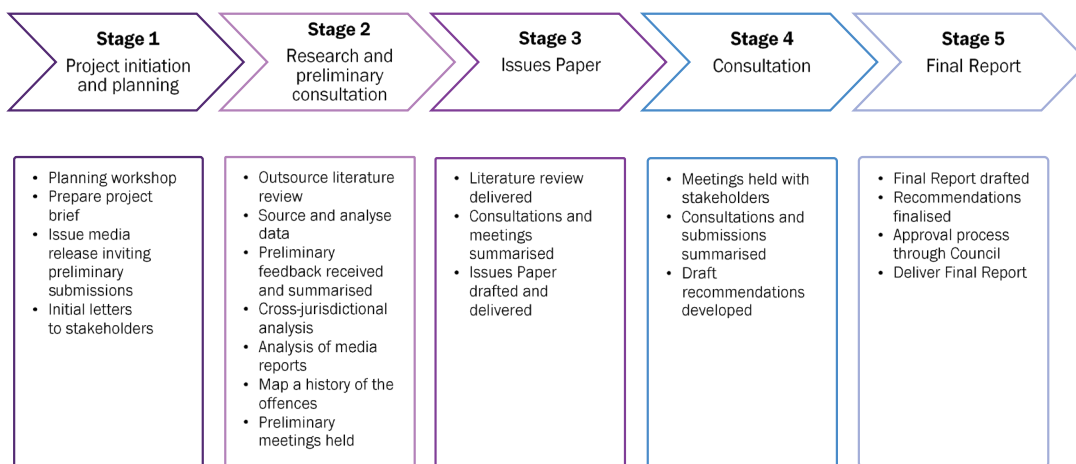 Stage 1
Project initiation
and planning
Stage 2
Research and
preliminary
consultation
Stage 3
Issues Paper
Stage 4
Consultation
Stage 5
Final Report
• Planning workshop
• Prepare project
brief
• Issue media
release inviting
preliminary
submissions
• Initial letters
to stakeholders
• Outsource literature
review
• Source and analyse
data
• Preliminary
feedback received
and summarised
• Cross-jurisdictional
analysis
• Analysis of media
reports
• Map a history of the
offences
• Preliminary
meetings held
• Literature review
delivered
• Consultations and
meetings
summarised
• Issues Paper
drafted and
delivered
• Meetings held with
stakeholders
• Consultations and
submissions
summarised
• Draft
recommendations
developed
• Final Report drafted
• Recommendations
finalised
• Approval process
through Council
• Deliver Final Report